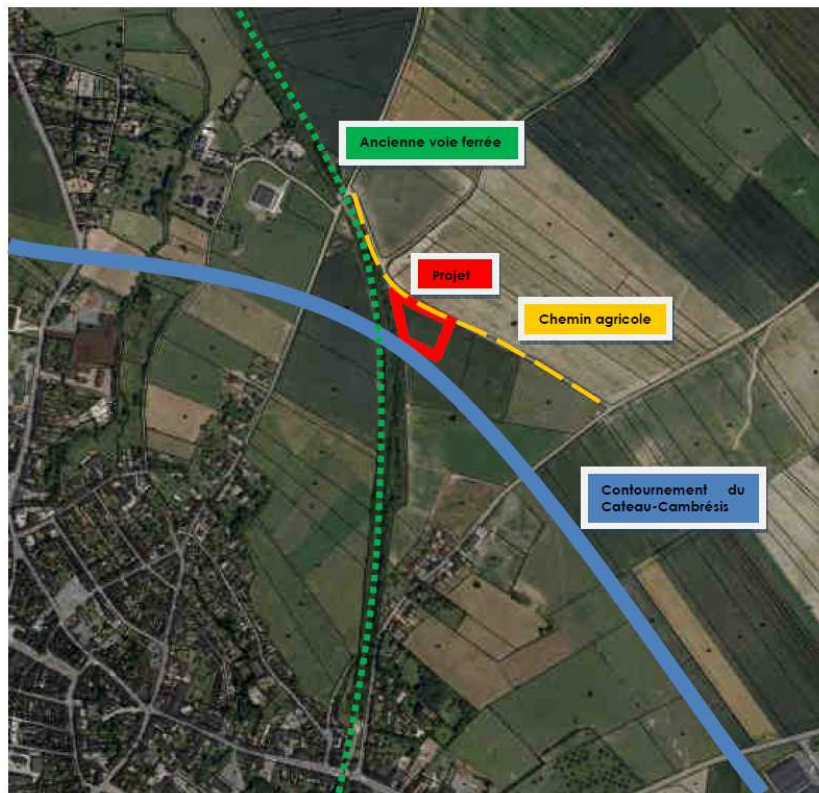 Ancienne voie ferrée
Projet
Chemin agricole
Contournement du
Cateau-Cambrésis